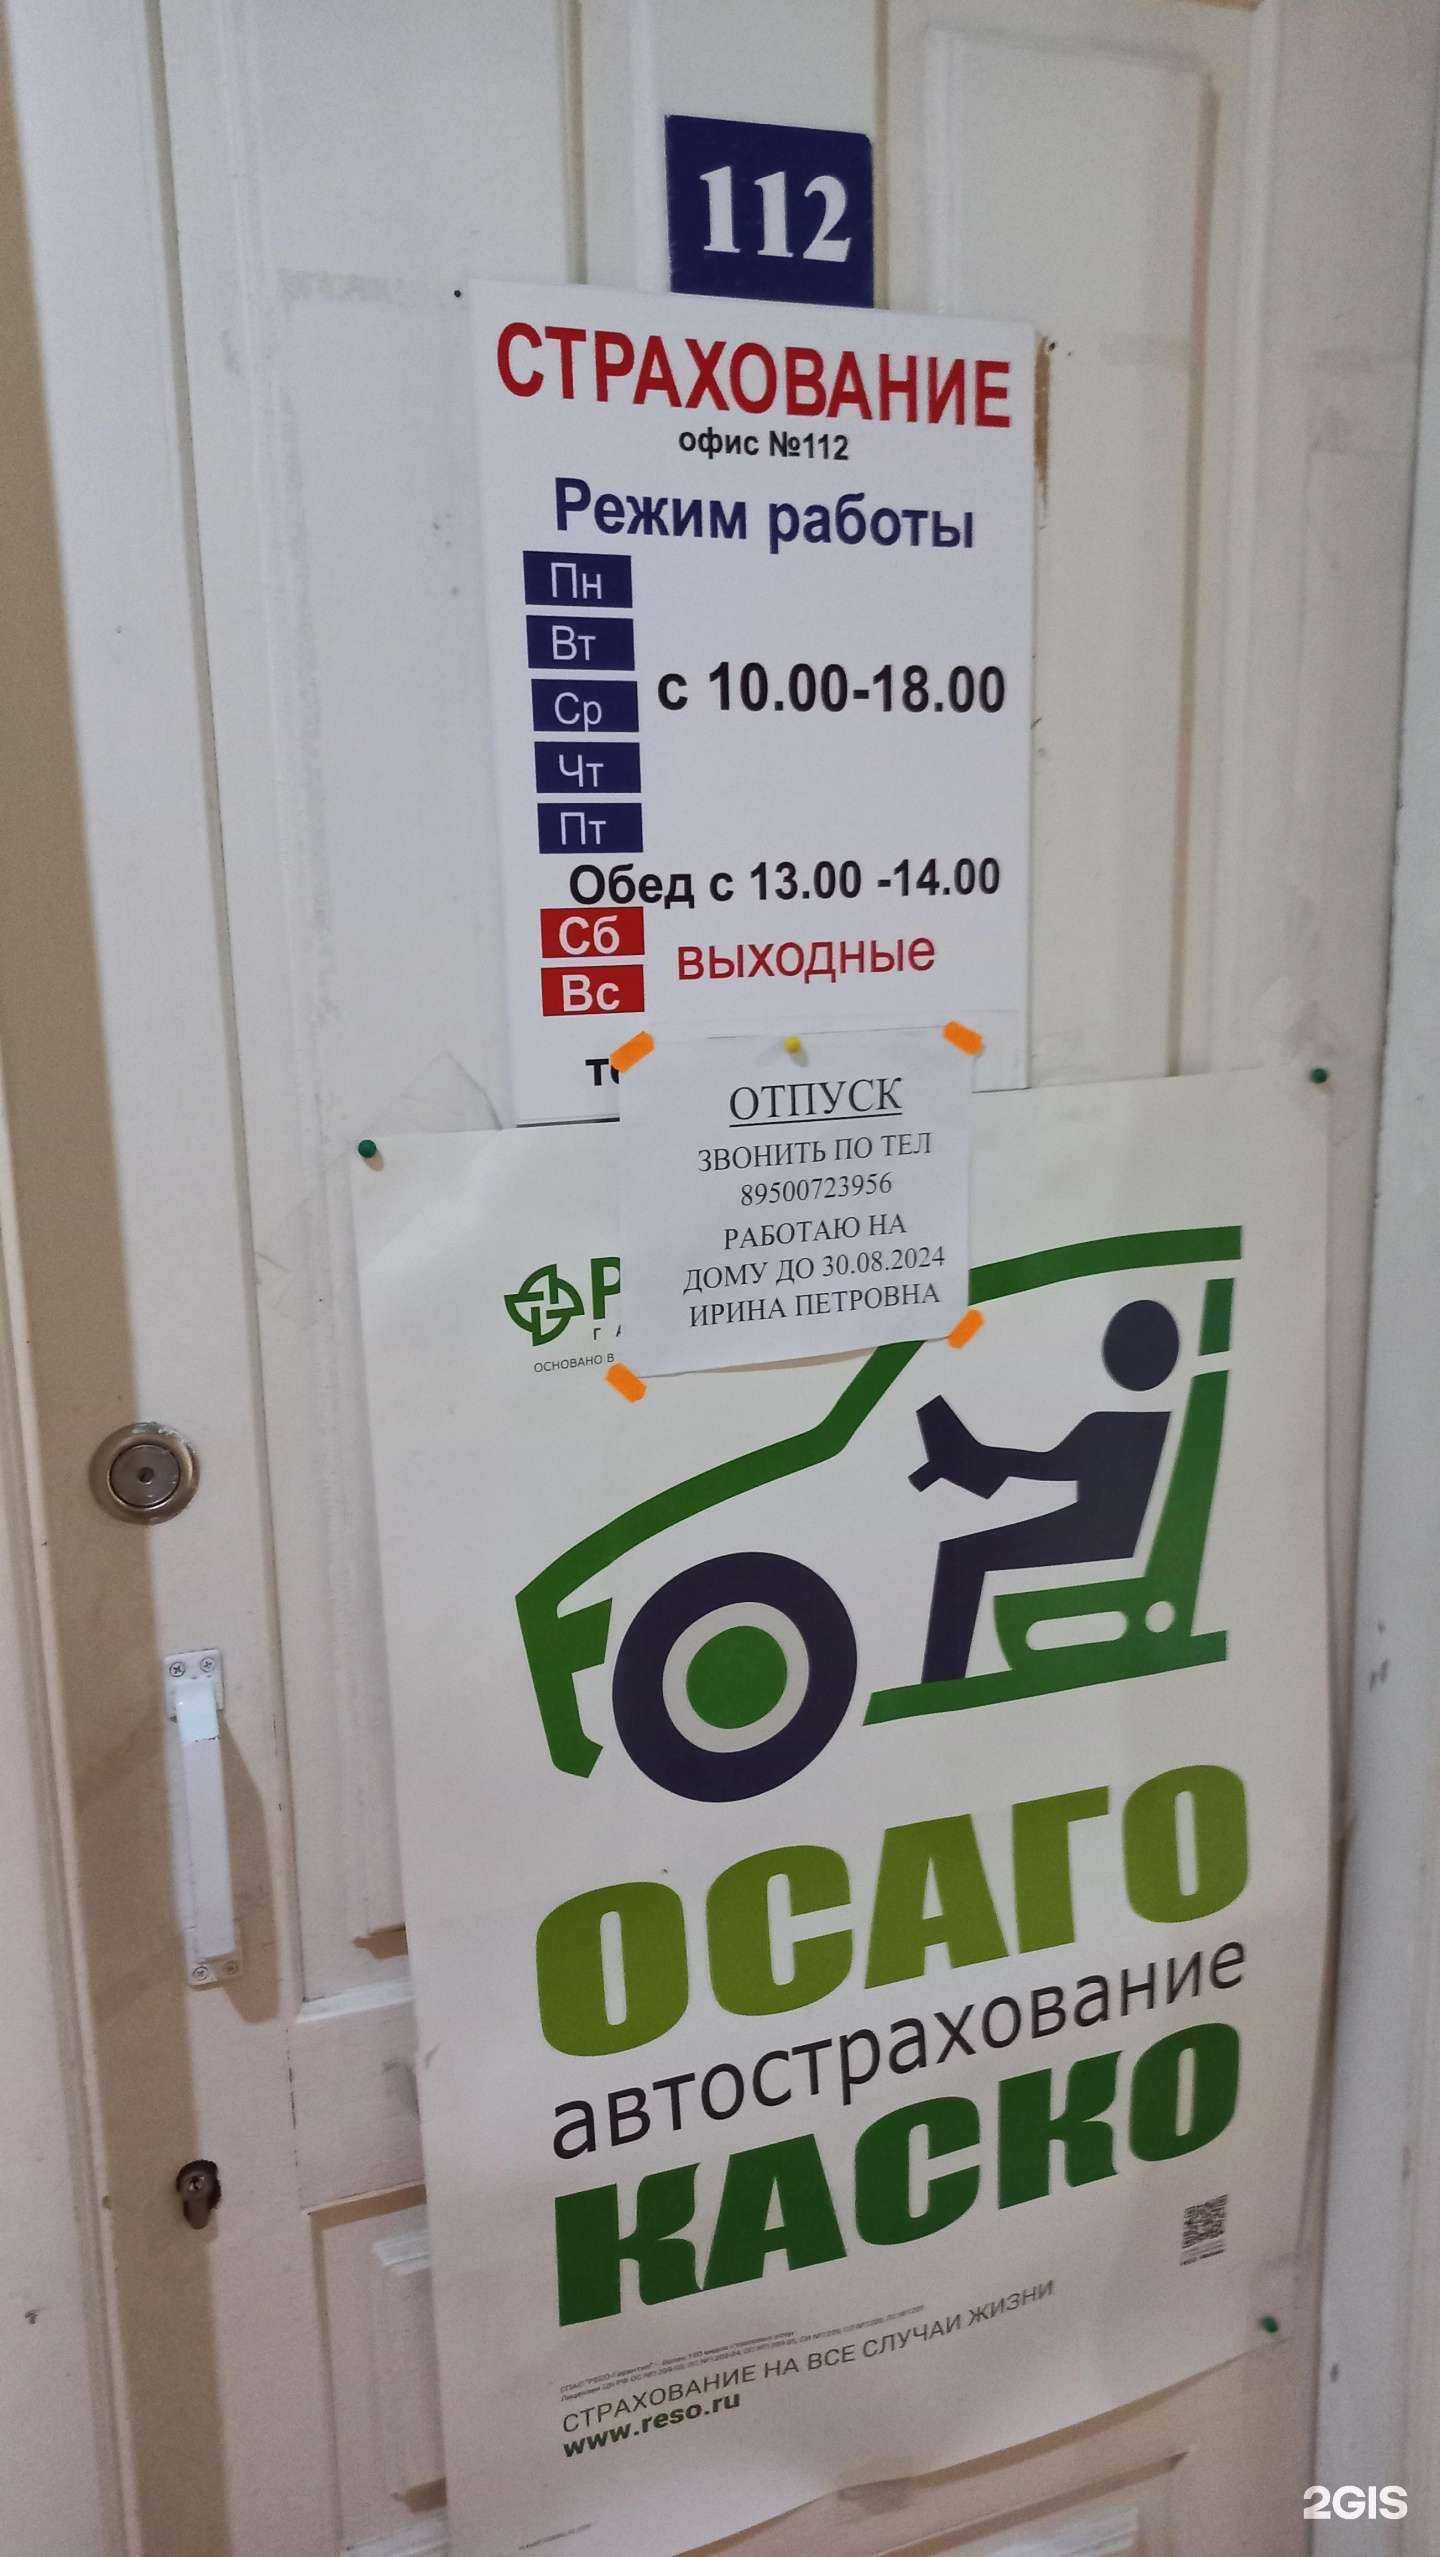 112
СТРАХОВАНИЕ
офис №112
Режим работы
Пн
Вт
Ср
с 10.00-18.00
Чт
Пт
Обед с 13.00 -14.00
Сб
Вс
выходные
ОТПУСК
ЗВОНИТЬ ПО ТЕЛ
89500723956
РАБОТАЮ НА
ДОМУ ДО 30.08.2024
ИРИНА ПЕТРОВНА
ОСНОВАНО В
ОСАГО
автострахование
КАСКО
СТРАХОВАНИЕ НА ВСЕ СЛУЧАИ ЖИЗНИ
www.reso.ru
2GIS